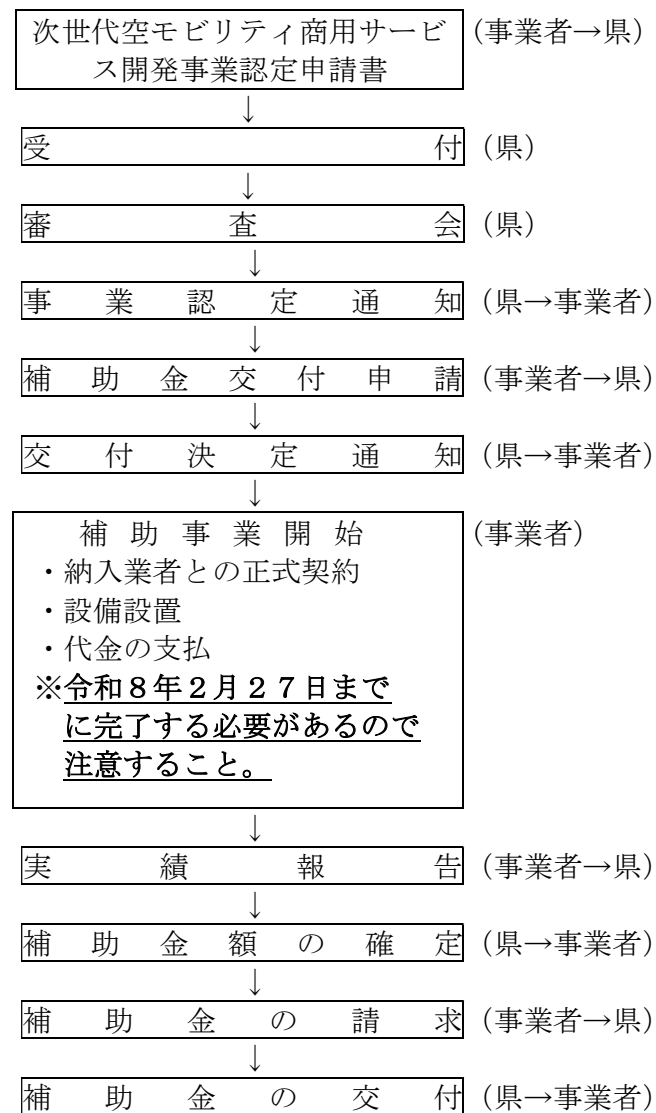 次世代空モビリティ商用サービ (事業者→県)
ス開発事業認定申請書
↓
受付 (県)
↓
審査会 (県)
↓
事業認定通知 (県→事業者)
↓
補助金交付申請 (事業者→県)
↓
交付決定通知 (県→事業者)
↓
補助事業開始 (事業者)
・納入業者との正式契約
・設備設置
・代金の支払
※令和８年２月２７日まで
に完了する必要があるので
注意すること。
↓
実績報告 (事業者→県)
↓
補助金額の確定 (県→事業者)
↓
補助金の請求 (事業者→県)
↓
補助金の交付 (県→事業者)